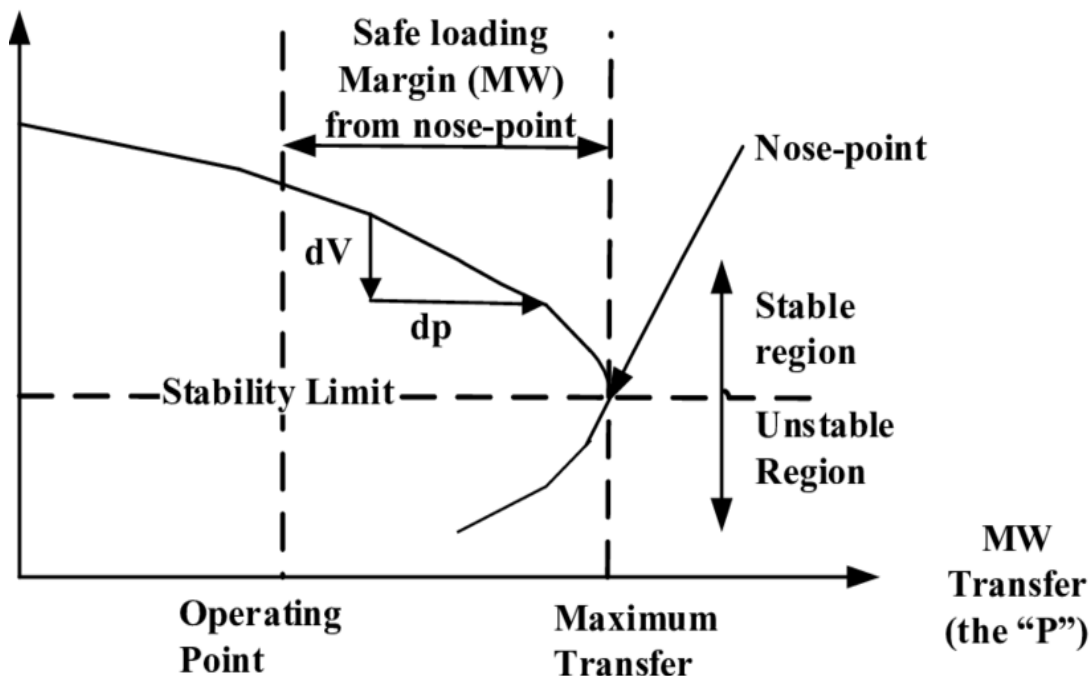 Safe loading
Margin (MW)
from nose-point
Nose-point
dV
dp
Stable
region
Stability Limit
Unstable
Region
MW
Transfer
(the “P”)
Operating
Point
Maximum
Transfer